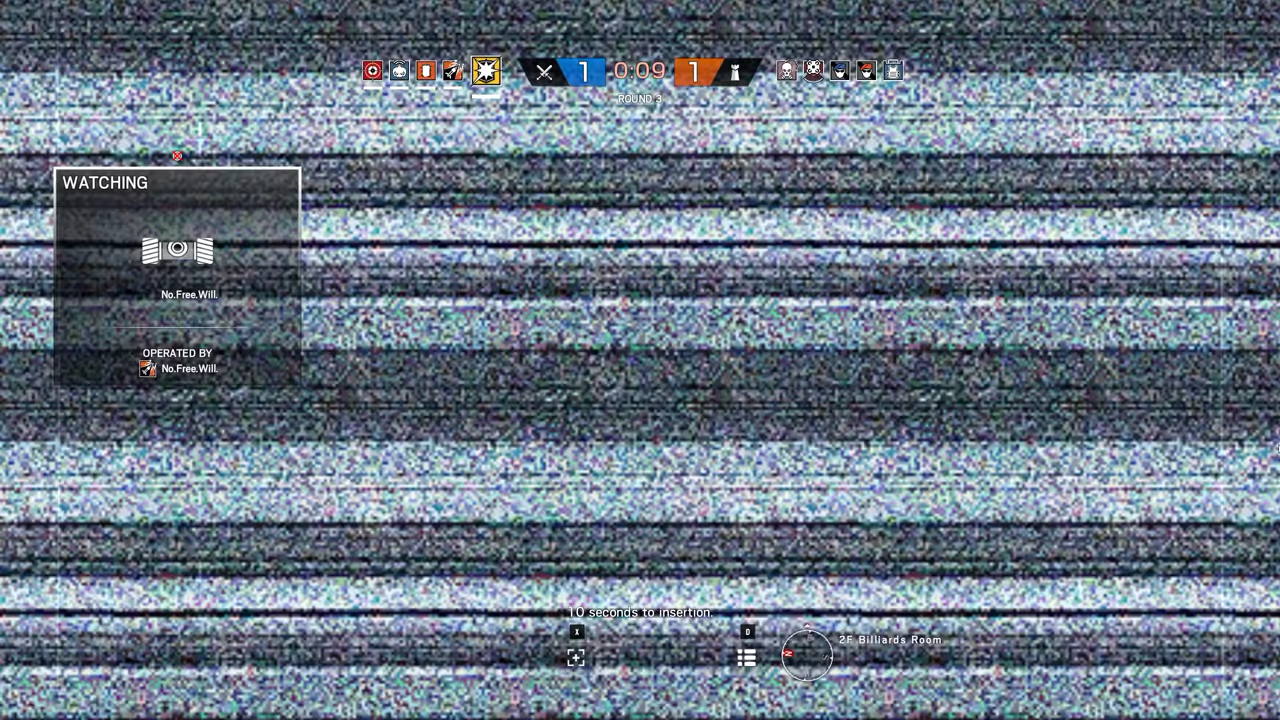 1 0:09 1
ROUND 3
WATCHING
No.Free.Will.
OPERATED BY
No.Free.Will.
10 seconds to insertion.
X D
N
2F Billiards Room